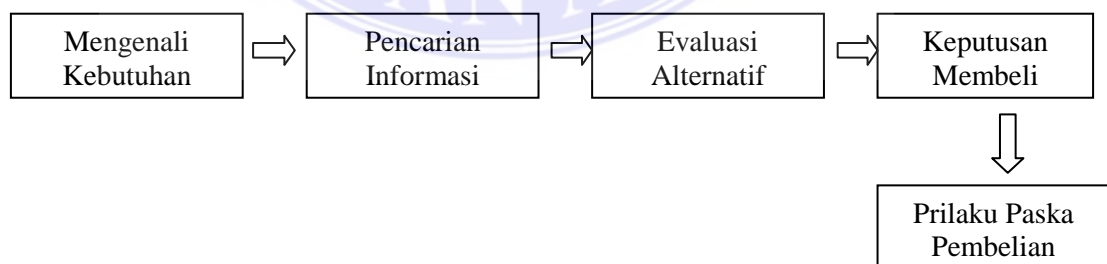 Mengenali
Kebutuhan
Pencarian
Informasi
Evaluasi
Alternatif
Keputusan
Membeli
Prilaku Paska
Pembelian